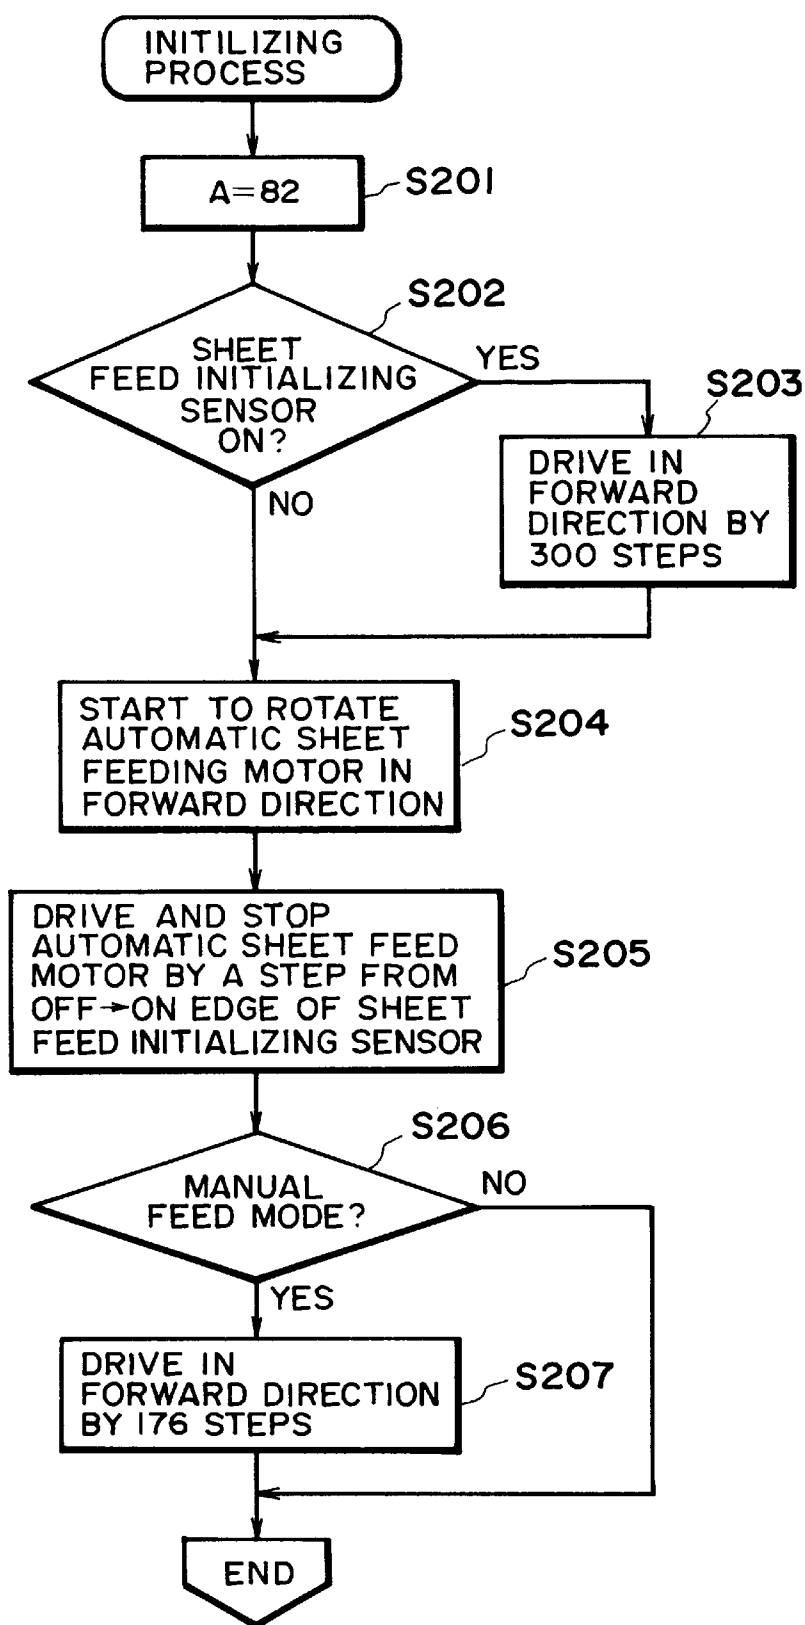 INITILIZING
PROCESS
A=82
S201
S202
SHEET
FEED INITIALIZING
SENSOR
ON?
YES
NO
S203
DRIVE IN
FORWARD
DIRECTION BY
300 STEPS
START TO ROTATE
AUTOMATIC SHEET
FEEDING MOTOR IN
FORWARD DIRECTION
S204
DRIVE AND STOP
AUTOMATIC SHEET FEED
MOTOR BY A STEP FROM
OFF→ON EDGE OF SHEET
FEED INITIALIZING SENSOR
S205
S206
MANUAL
FEED MODE?
NO
YES
DRIVE IN
FORWARD DIRECTION
BY 176 STEPS
S207
END